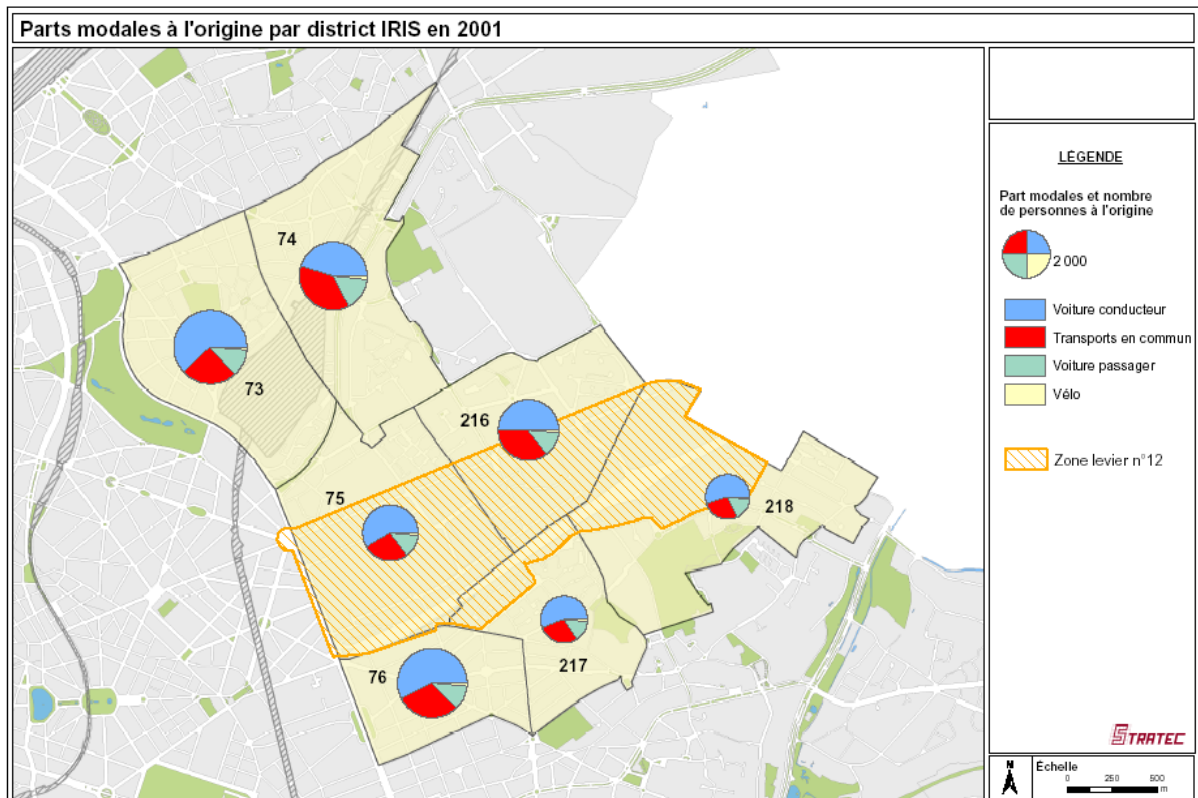 Parts modales à l'origine par district IRIS en 2001
74
73
216
75
218
217
76
LÉGENDE
Part modales et nombre
de personnes à l'origine
2 000
Voiture conducteur
Transports en commun
Voiture passager
Vélo
Zone levier n°12
STRATEC
N
Échelle
0 250 500
m